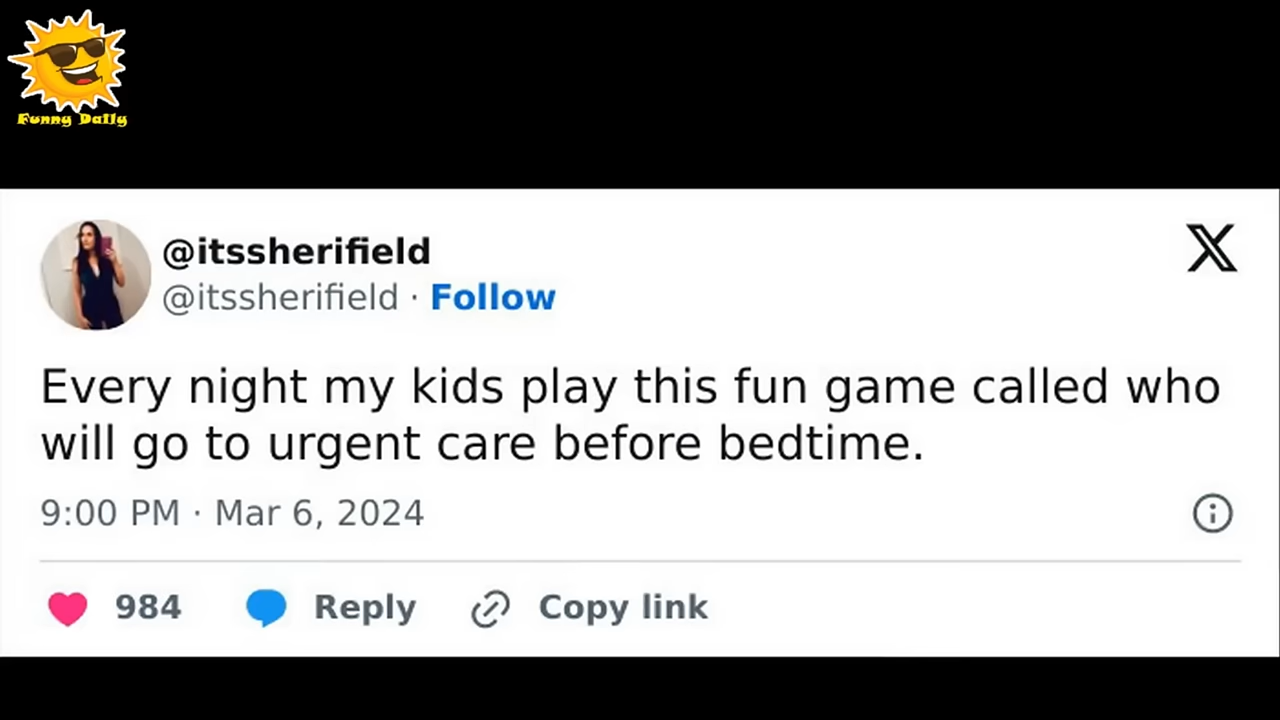 Funny Daily
@itssherifield
@itssherifield · Follow
Every night my kids play this fun game called who
will go to urgent care before bedtime.
9:00 PM · Mar 6, 2024
984 Reply Copy link